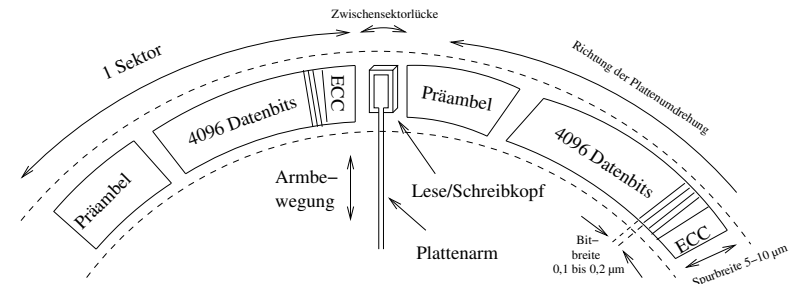 Zwischensektorlücke
1 Sektor
Richtung der Plattenumdrehung
Präambel
4096 Datenbits
ECC
Präambel
4096 Datenbits
ECC
Armbe–
wegung
Lese/Schreibkopf
Plattenarm
Bit–
breite
0,1 bis 0,2 µm
Spurbreite 5–10 µm